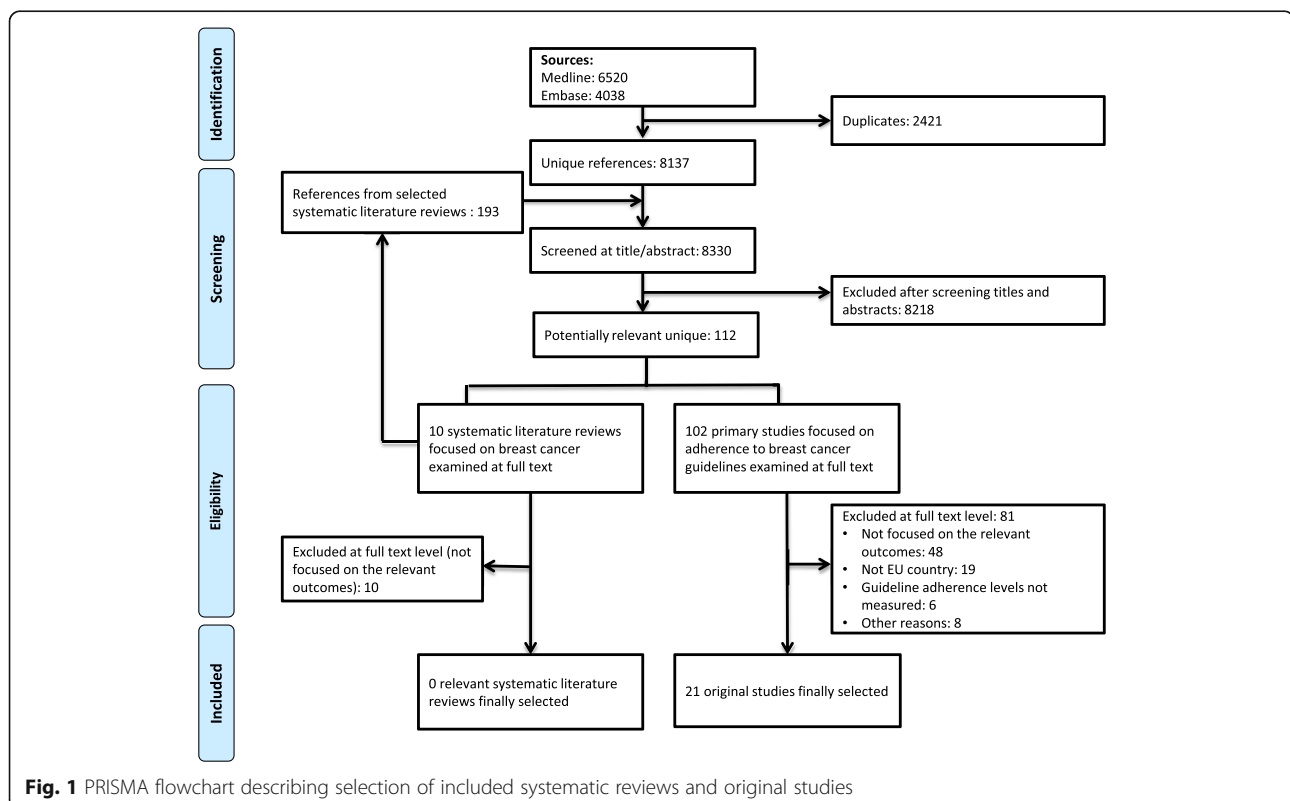 Identification
Sources:
Medline: 6520
Embase: 4038
Duplicates: 2421
Unique references: 8137
Screening
References from selected
systematic literature reviews : 193
Screened at title/abstract: 8330
Excluded after screening titles and
abstracts: 8218
Potentially relevant unique: 112
Eligibility
10 systematic literature reviews
focused on breast cancer
examined at full text
102 primary studies focused on
adherence to breast cancer
guidelines examined at full text
Excluded at full text level (not
focused on the relevant
outcomes): 10
Excluded at full text level: 81
• Not focused on the relevant
outcomes: 48
• Not EU country: 19
• Guideline adherence levels not
measured: 6
• Other reasons: 8
Included
0 relevant systematic literature
reviews finally selected
21 original studies finally selected
Fig. 1 PRISMA flowchart describing selection of included systematic reviews and original studies